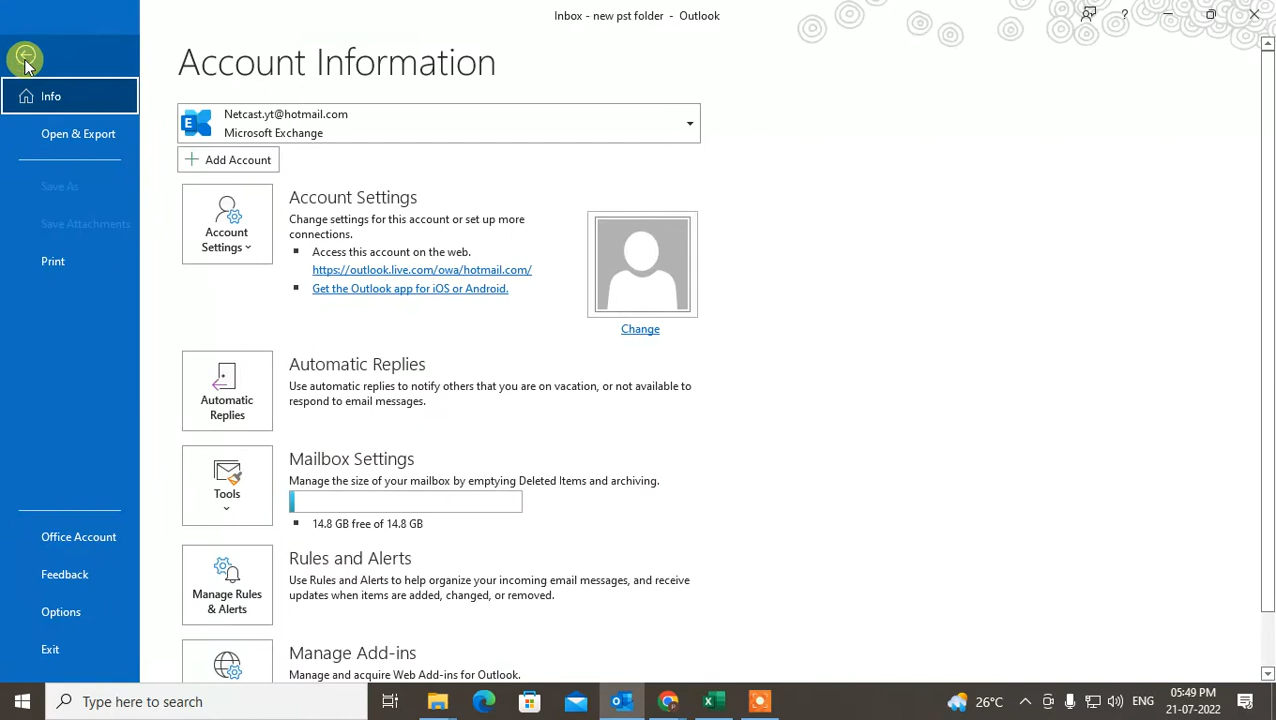 Inbox - new pst folder - Outlook
?
Account Information
Info
Netcast.yt@hotmail.com
Microsoft Exchange
Open & Export
Add Account
Save As
Save Attachments
Print
Account
Settings
Account Settings
Change settings for this account or set up more
connections.
Access this account on the web.
https://outlook.live.com/owa/hotmail.com/
Get the Outlook app for iOS or Android.
Change
Automatic
Replies
Automatic Replies
Use automatic replies to notify others that you are on vacation, or not available to
respond to email messages.
Tools
Mailbox Settings
Manage the size of your mailbox by emptying Deleted Items and archiving.
14.8 GB free of 14.8 GB
Manage Rules
& Alerts
Rules and Alerts
Use Rules and Alerts to help organize your incoming email messages, and receive
updates when items are added, changed, or removed.
Manage Add-ins
Manage and acquire Web Add-ins for Outlook.
Office Account
Feedback
Options
Exit
Type here to search
26°C
ENG
05:49 PM
21-07-2022